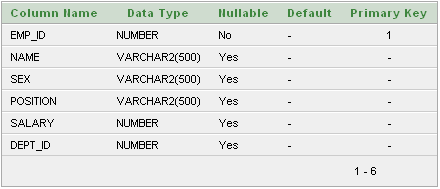 Column Name Data Type Nullable Default Primary Key
EMP_ID NUMBER No - 1
NAME VARCHAR2(500) Yes - -
SEX VARCHAR2(500) Yes - -
POSITION VARCHAR2(500) Yes - -
SALARY NUMBER Yes - -
DEPT_ID NUMBER Yes - -
1 - 6